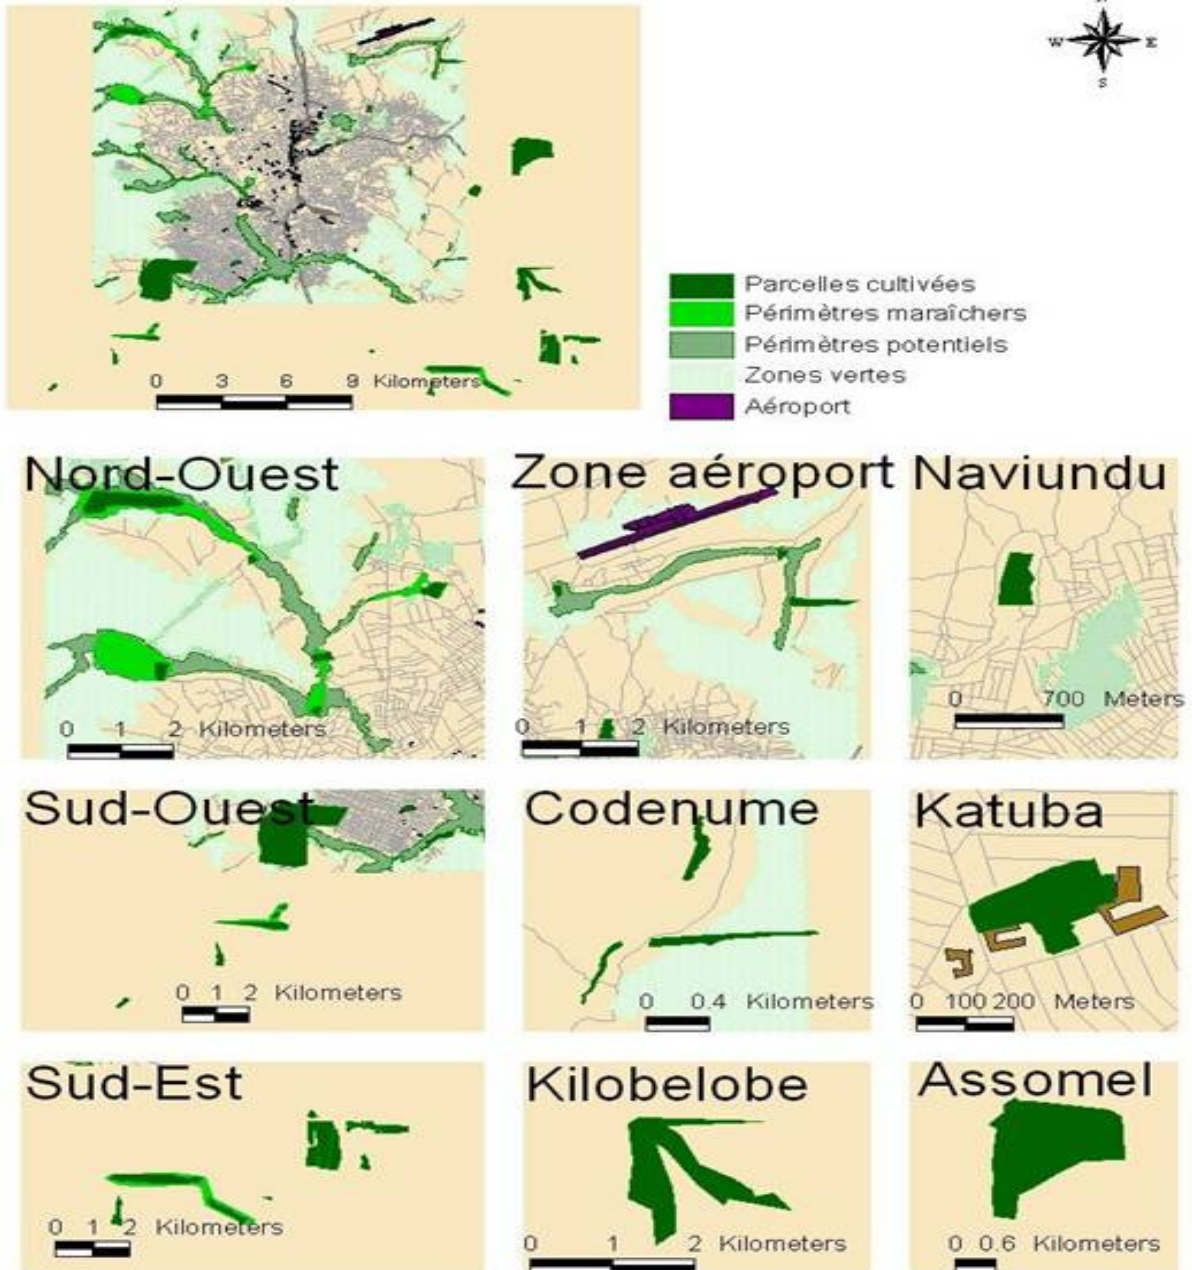 W E
S
Parcelles cultivées
Périmètres maraîchers
Périmètres potentiels
Zones vertes
Aéroport
0 3 6 9 Kilometers
Nord-Ouest
0 1 2 Kilometers
Zone aéroport
0 1 2 Kilometers
Naviundu
0 700 Meters
Sud-Ouest
0 1 2 Kilometers
Codenume
0 0.4 Kilometers
Katuba
0 100 200 Meters
Sud-Est
0 1 2 Kilometers
Kilobelobe
0 1 2 Kilometers
Assomel
0 0.6 Kilometers